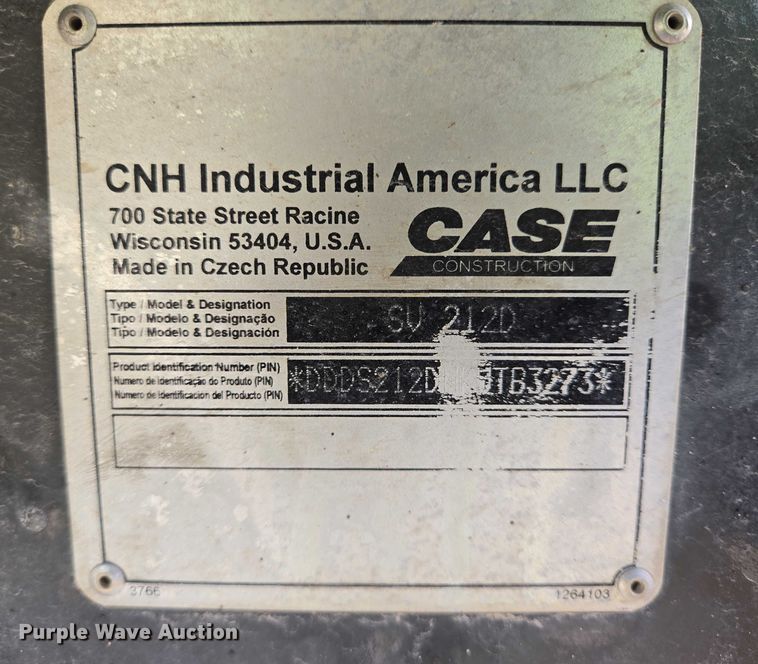 CNH Industrial America LLC
700 State Street Racine
Wisconsin 53404, U.S.A.
Made in Czech Republic
CASE
CONSTRUCTION
Type / Model & Designation
Tipo / Modelo & Designação
Tipo / Modelo & Designación
SV 212D
Product Identification Number (PIN)
Numero de Identificação do Produto (PIN)
Numero de Identificacion del Producto (PIN)
3766
1264103
Purple Wave Auction